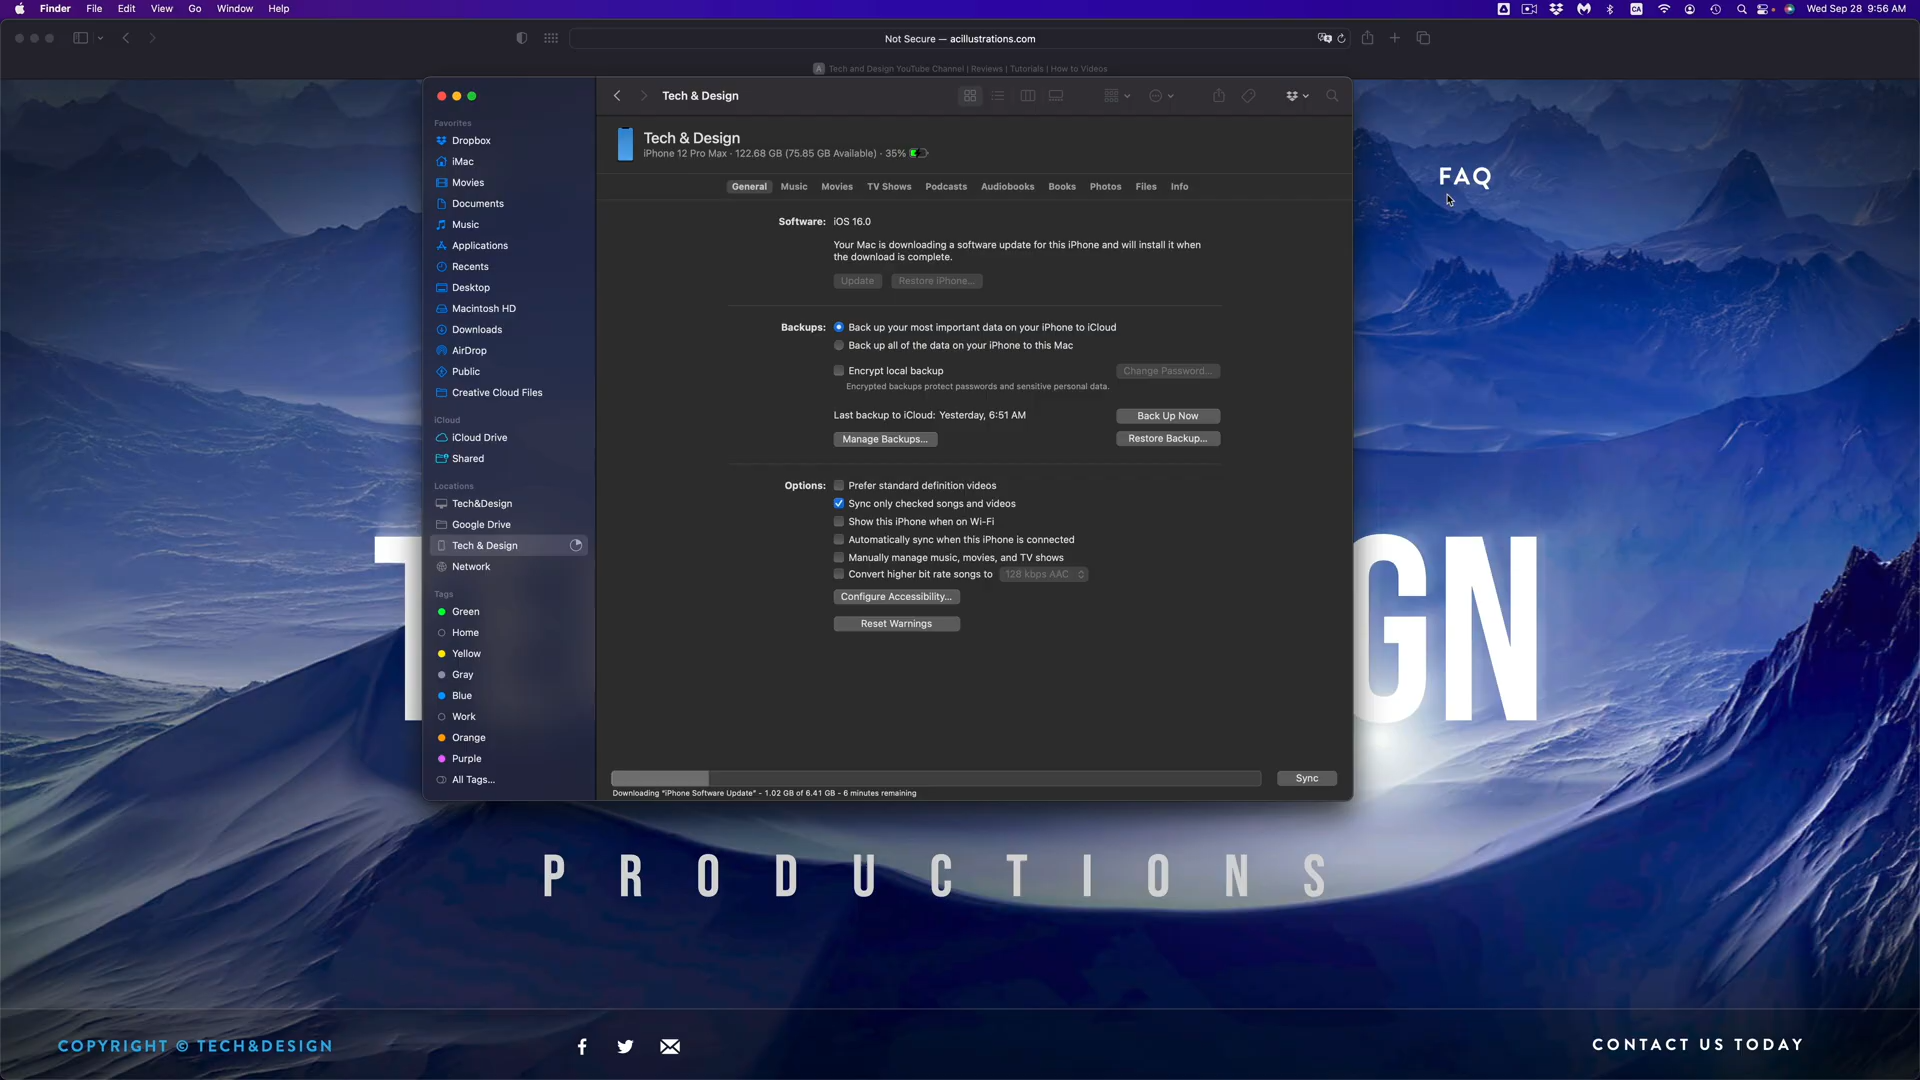 Finder File Edit View Go Window Help
CA
Wed Sep 28 9:56 AM
Not Secure — acillustrations.com
A Tech and Design YouTube Channel | Reviews | Tutorials | How to Videos
Tech & Design
Favorites
Dropbox
iMac
Movies
Documents
Music
Applications
Recents
Desktop
Macintosh HD
Downloads
AirDrop
Public
Creative Cloud Files
iCloud
iCloud Drive
Shared
Locations
Tech&Design
Google Drive
Tech & Design
Network
Tags
Green
Home
Yellow
Gray
Blue
Work
Orange
Purple
All Tags...
Tech & Design
iPhone 12 Pro Max · 122.68 GB (75.85 GB Available) · 35%
General Music Movies TV Shows Podcasts Audiobooks Books Photos Files Info
Software: iOS 16.0
Your Mac is downloading a software update for this iPhone and will install it when
the download is complete.
Update Restore iPhone...
Backups: Back up your most important data on your iPhone to iCloud
Back up all of the data on your iPhone to this Mac
Encrypt local backup Change Password...
Encrypted backups protect passwords and sensitive personal data.
Last backup to iCloud: Yesterday, 6:51 AM Back Up Now
Manage Backups... Restore Backup...
Options: Prefer standard definition videos
Sync only checked songs and videos
Show this iPhone when on Wi-Fi
Automatically sync when this iPhone is connected
Manually manage music, movies, and TV shows
Convert higher bit rate songs to 128 kbps AAC
Configure Accessibility...
Reset Warnings
Sync
Downloading "iPhone Software Update" - 1.02 GB of 6.41 GB - 6 minutes remaining
FAQ
T GN
PRODUCTIONS
COPYRIGHT © TECH&DESIGN
CONTACT US TODAY